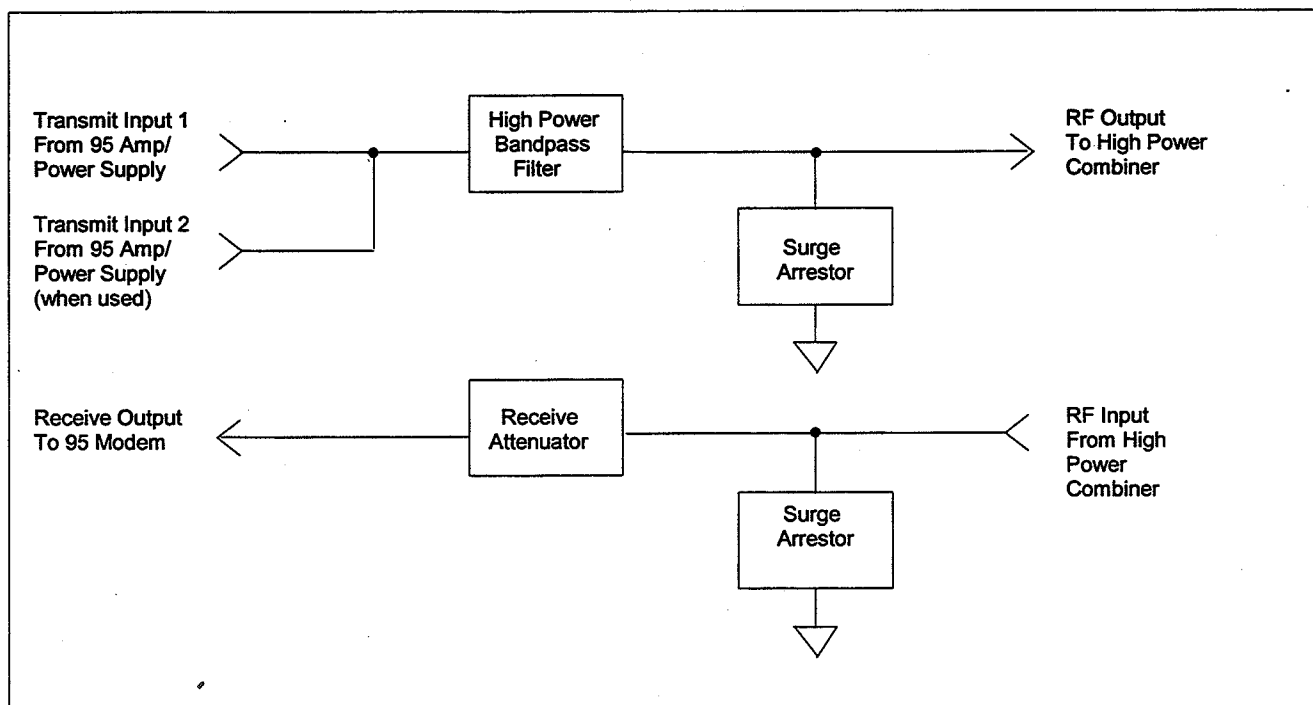 Transmit Input 1
From 95 Amp/
Power Supply
High Power
Bandpass
Filter
RF Output
To High Power
Combiner
Transmit Input 2
From 95 Amp/
Power Supply
(when used)
Surge
Arrestor
Receive Output
To 95 Modem
Receive
Attenuator
RF Input
From High
Power
Combiner
Surge
Arrestor